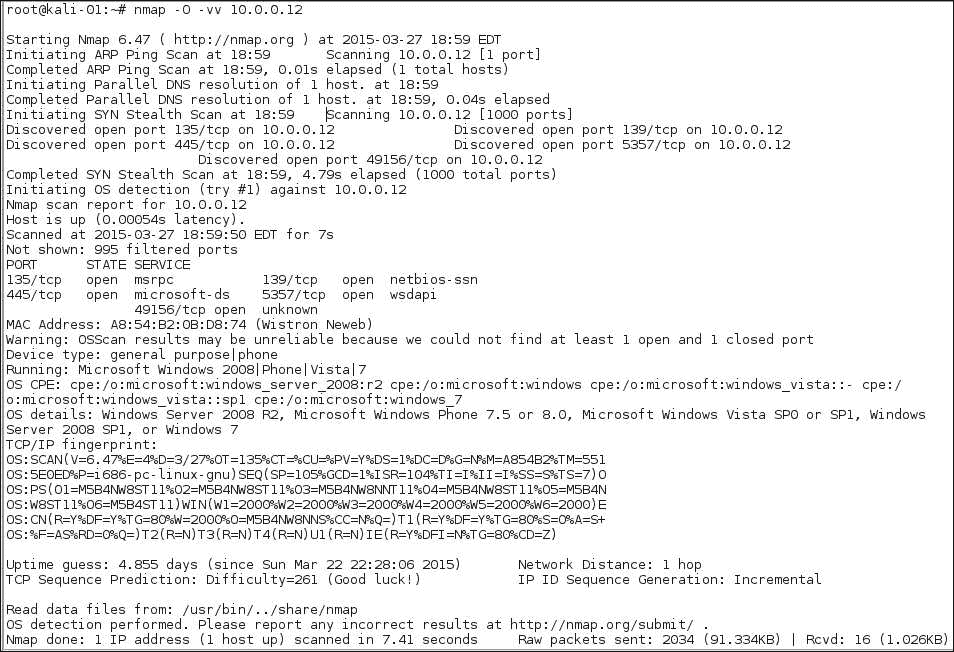 root@kali-01:~# nmap -O -vv 10.0.0.12
Starting Nmap 6.47 ( http://nmap.org ) at 2015-03-27 18:59 EDT
Initiating ARP Ping Scan at 18:59       Scanning 10.0.0.12 [1 port]
Completed ARP Ping Scan at 18:59, 0.01s elapsed (1 total hosts)
Initiating Parallel DNS resolution of 1 host. at 18:59
Completed Parallel DNS resolution of 1 host. at 18:59, 0.04s elapsed
Initiating SYN Stealth Scan at 18:59    Scanning 10.0.0.12 [1000 ports]
Discovered open port 135/tcp on 10.0.0.12               Discovered open port 139/tcp on 10.0.0.12
Discovered open port 445/tcp on 10.0.0.12               Discovered open port 5357/tcp on 10.0.0.12
Discovered open port 49156/tcp on 10.0.0.12
Completed SYN Stealth Scan at 18:59, 4.79s elapsed (1000 total ports)
Initiating OS detection (try #1) against 10.0.0.12
Nmap scan report for 10.0.0.12
Host is up (0.00054s latency).
Scanned at 2015-03-27 18:59:50 EDT for 7s
Not shown: 995 filtered ports
PORT      STATE SERVICE
135/tcp   open  msrpc           139/tcp   open  netbios-ssn
445/tcp   open  microsoft-ds    5357/tcp  open  wsdapi
49156/tcp open  unknown
MAC Address: A8:54:B2:0B:D8:74 (Wistron Neweb)
Warning: OSScan results may be unreliable because we could not find at least 1 open and 1 closed port
Device type: general purpose|phone
Running: Microsoft Windows 2008|Phone|Vista|7
OS CPE: cpe:/o:microsoft:windows_server_2008:r2 cpe:/o:microsoft:windows cpe:/o:microsoft:windows_vista::- cpe:/
o:microsoft:windows_vista::sp1 cpe:/o:microsoft:windows_7
OS details: Windows Server 2008 R2, Microsoft Windows Phone 7.5 or 8.0, Microsoft Windows Vista SP0 or SP1, Windows
Server 2008 SP1, or Windows 7
TCP/IP fingerprint:
OS:SCAN(V=6.47%E=4%D=3/27%OT=135%CT=%CU=%PV=Y%DS=1%DC=D%G=N%M=A854B2%TM=551
OS:5E0ED%P=i686-pc-linux-gnu)SEQ(SP=105%GCD=1%ISR=104%TI=I%II=I%SS=S%TS=7)O
OS:PS(O1=M5B4NW8ST11%O2=M5B4NW8ST11%O3=M5B4NW8NNT11%O4=M5B4NW8ST11%O5=M5B4N
OS:W8ST11%O6=M5B4ST11)WIN(W1=2000%W2=2000%W3=2000%W4=2000%W5=2000%W6=2000)E
OS:CN(R=Y%DF=Y%TG=80%W=2000%O=M5B4NW8NNS%CC=N%Q=)T1(R=Y%DF=Y%TG=80%S=O%A=S+
OS:%F=AS%RD=0%Q=)T2(R=N)T3(R=N)T4(R=N)U1(R=N)IE(R=Y%DFI=N%TG=80%CD=Z)
Uptime guess: 4.855 days (since Sun Mar 22 22:28:06 2015)       Network Distance: 1 hop
TCP Sequence Prediction: Difficulty=261 (Good luck!)            IP ID Sequence Generation: Incremental
Read data files from: /usr/bin/../share/nmap
OS detection performed. Please report any incorrect results at http://nmap.org/submit/ .
Nmap done: 1 IP address (1 host up) scanned in 7.41 seconds     Raw packets sent: 2034 (91.334KB) | Rcvd: 16 (1.026KB)